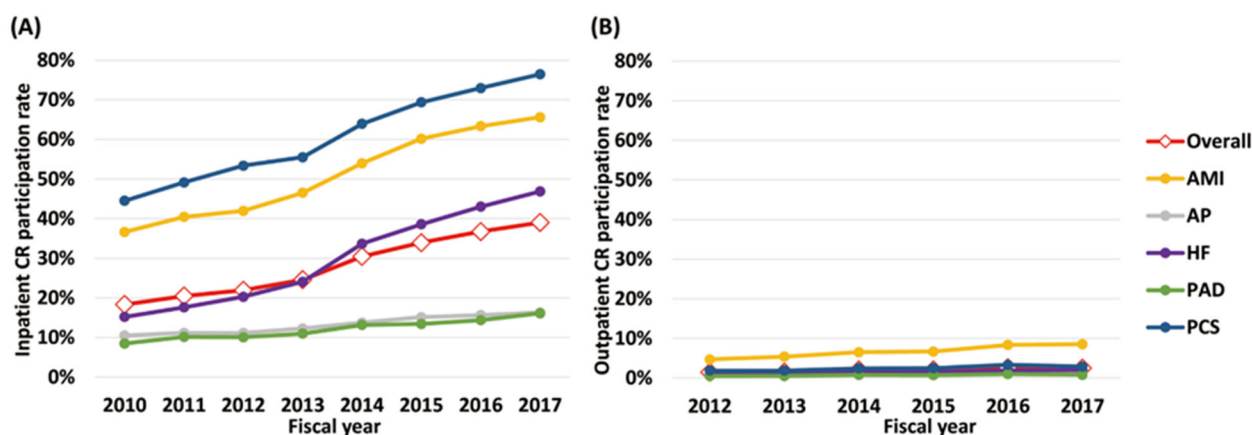 (A)
Inpatient CR participation rate
80%
70%
60%
50%
40%
30%
20%
10%
0%
2010 2011 2012 2013 2014 2015 2016 2017
Fiscal year
(B)
Outpatient CR participation rate
80%
70%
60%
50%
40%
30%
20%
10%
0%
2012 2013 2014 2015 2016 2017
Fiscal year
Overall
AMI
AP
HF
PAD
PCS